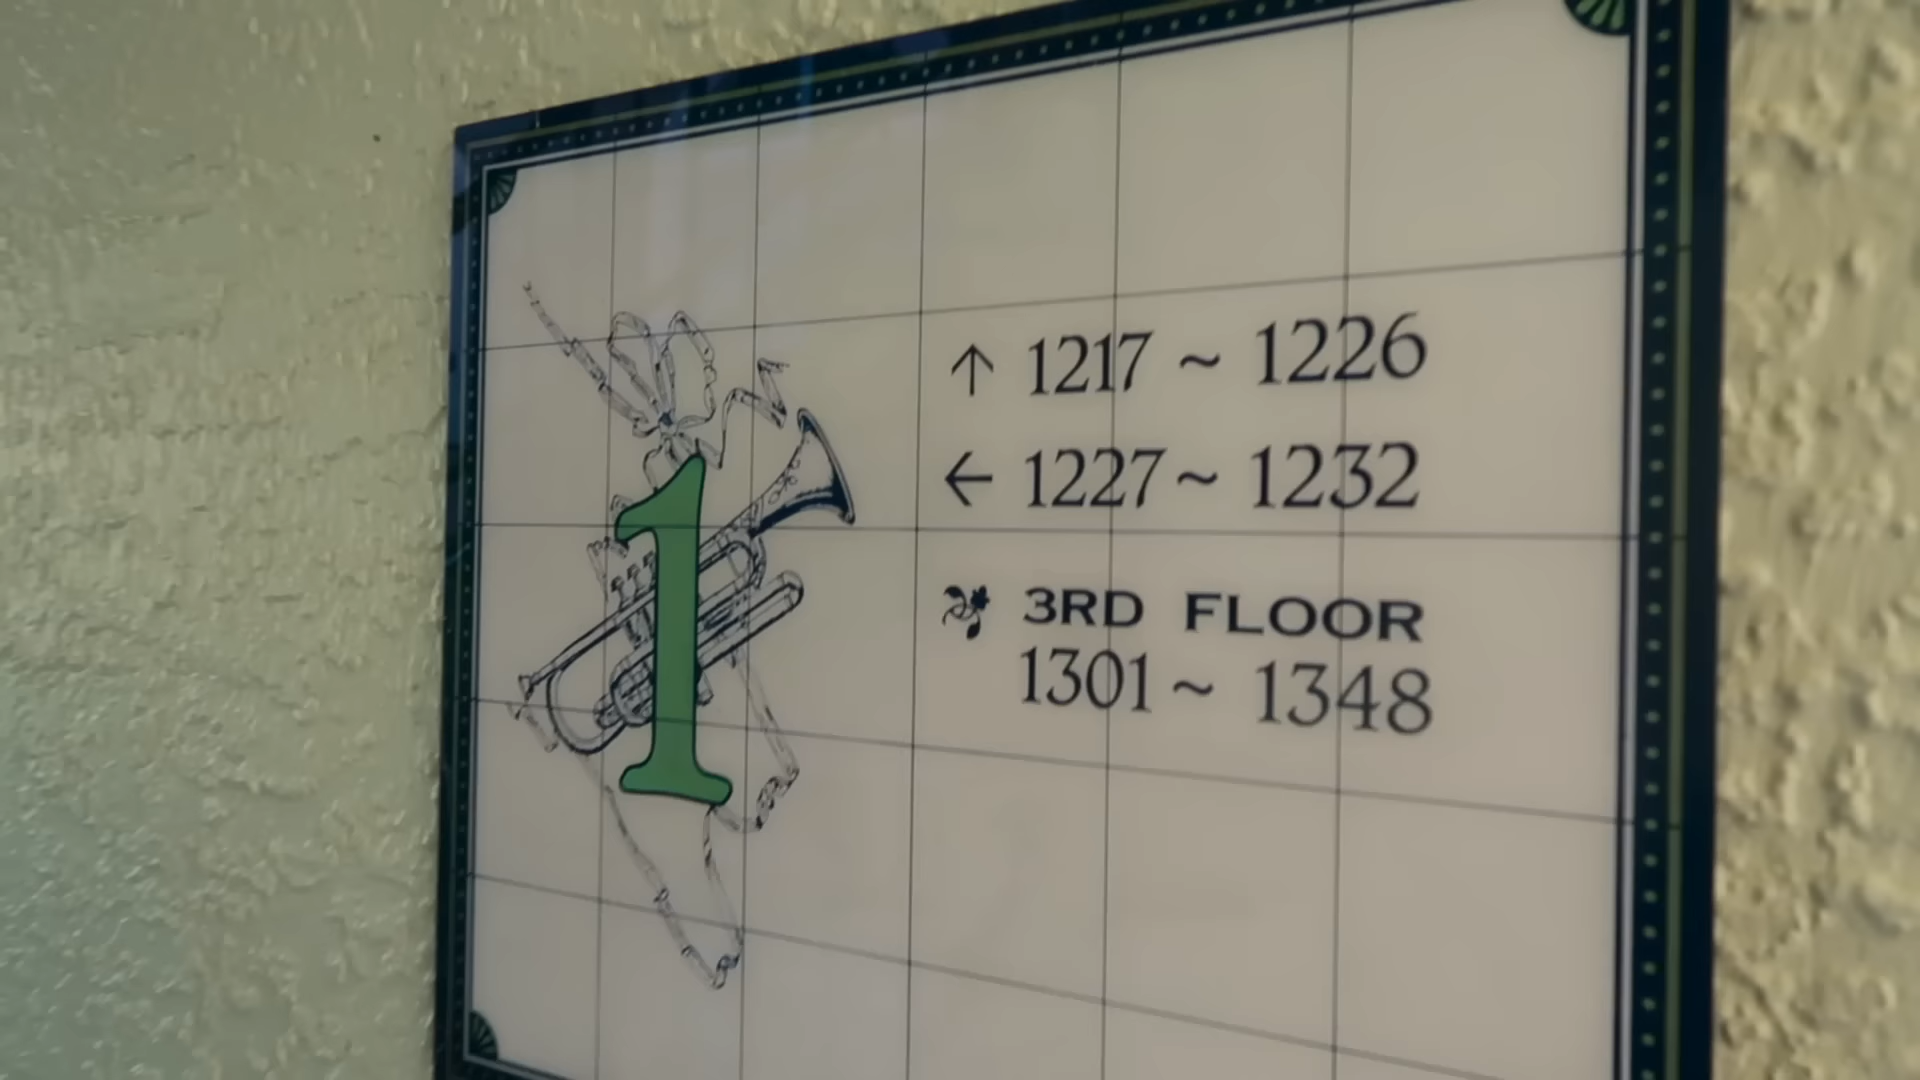 1
↑ 1217 ~ 1226
← 1227 ~ 1232
3RD FLOOR
1301 ~ 1348